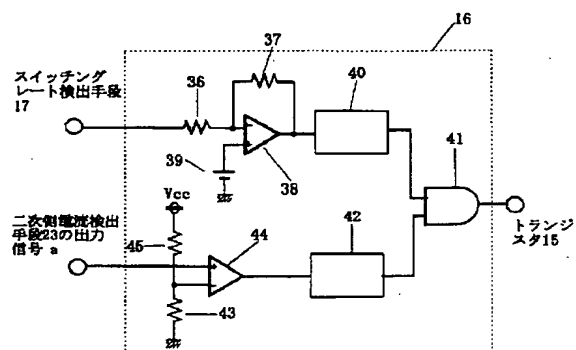 16
37
スイッチング
レート検出手段
17
36
40
39
38
41
Vcc
二次側電流検出
手段23の出力
信号 a
45
44
42
43
トランジ
スタ15